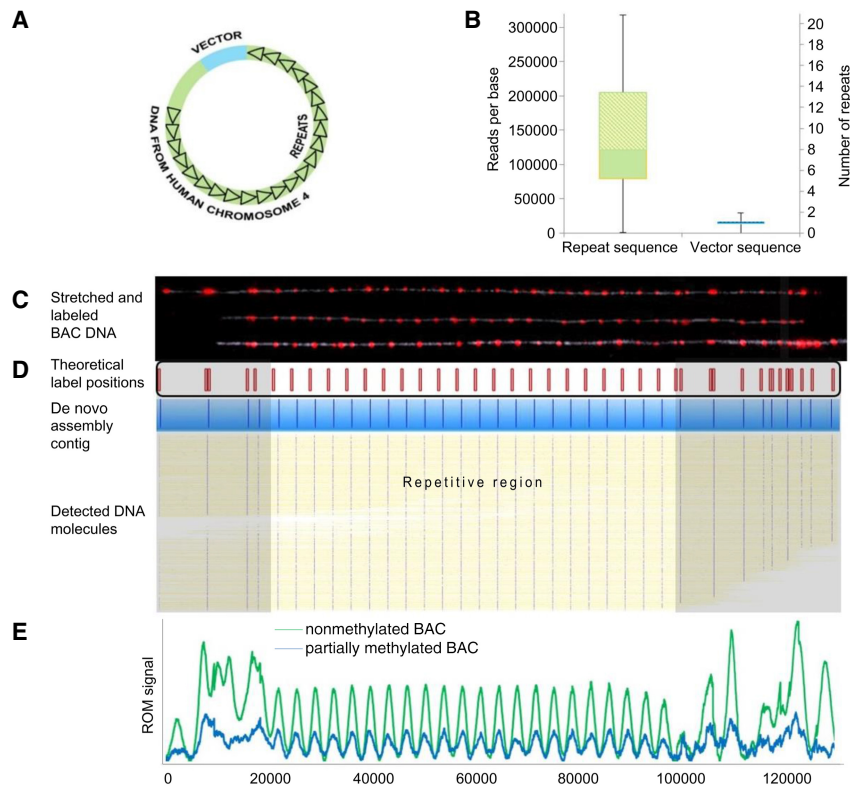 A
VECTOR
REPEATS
DNA FROM HUMAN CHROMOSOME 4
B
300000
250000
200000
150000
100000
50000
0
Reads per base
20
18
16
14
12
10
8
6
4
2
0
Number of repeats
Repeat sequence
Vector sequence
C
Stretched and
labeled
BAC DNA
D
Theoretical
label positions
De novo
assembly
contig
Repetitive region
Detected DNA
molecules
E
nonmethylated BAC
partially methylated BAC
ROM signal
0 20000 40000 60000 80000 100000 120000